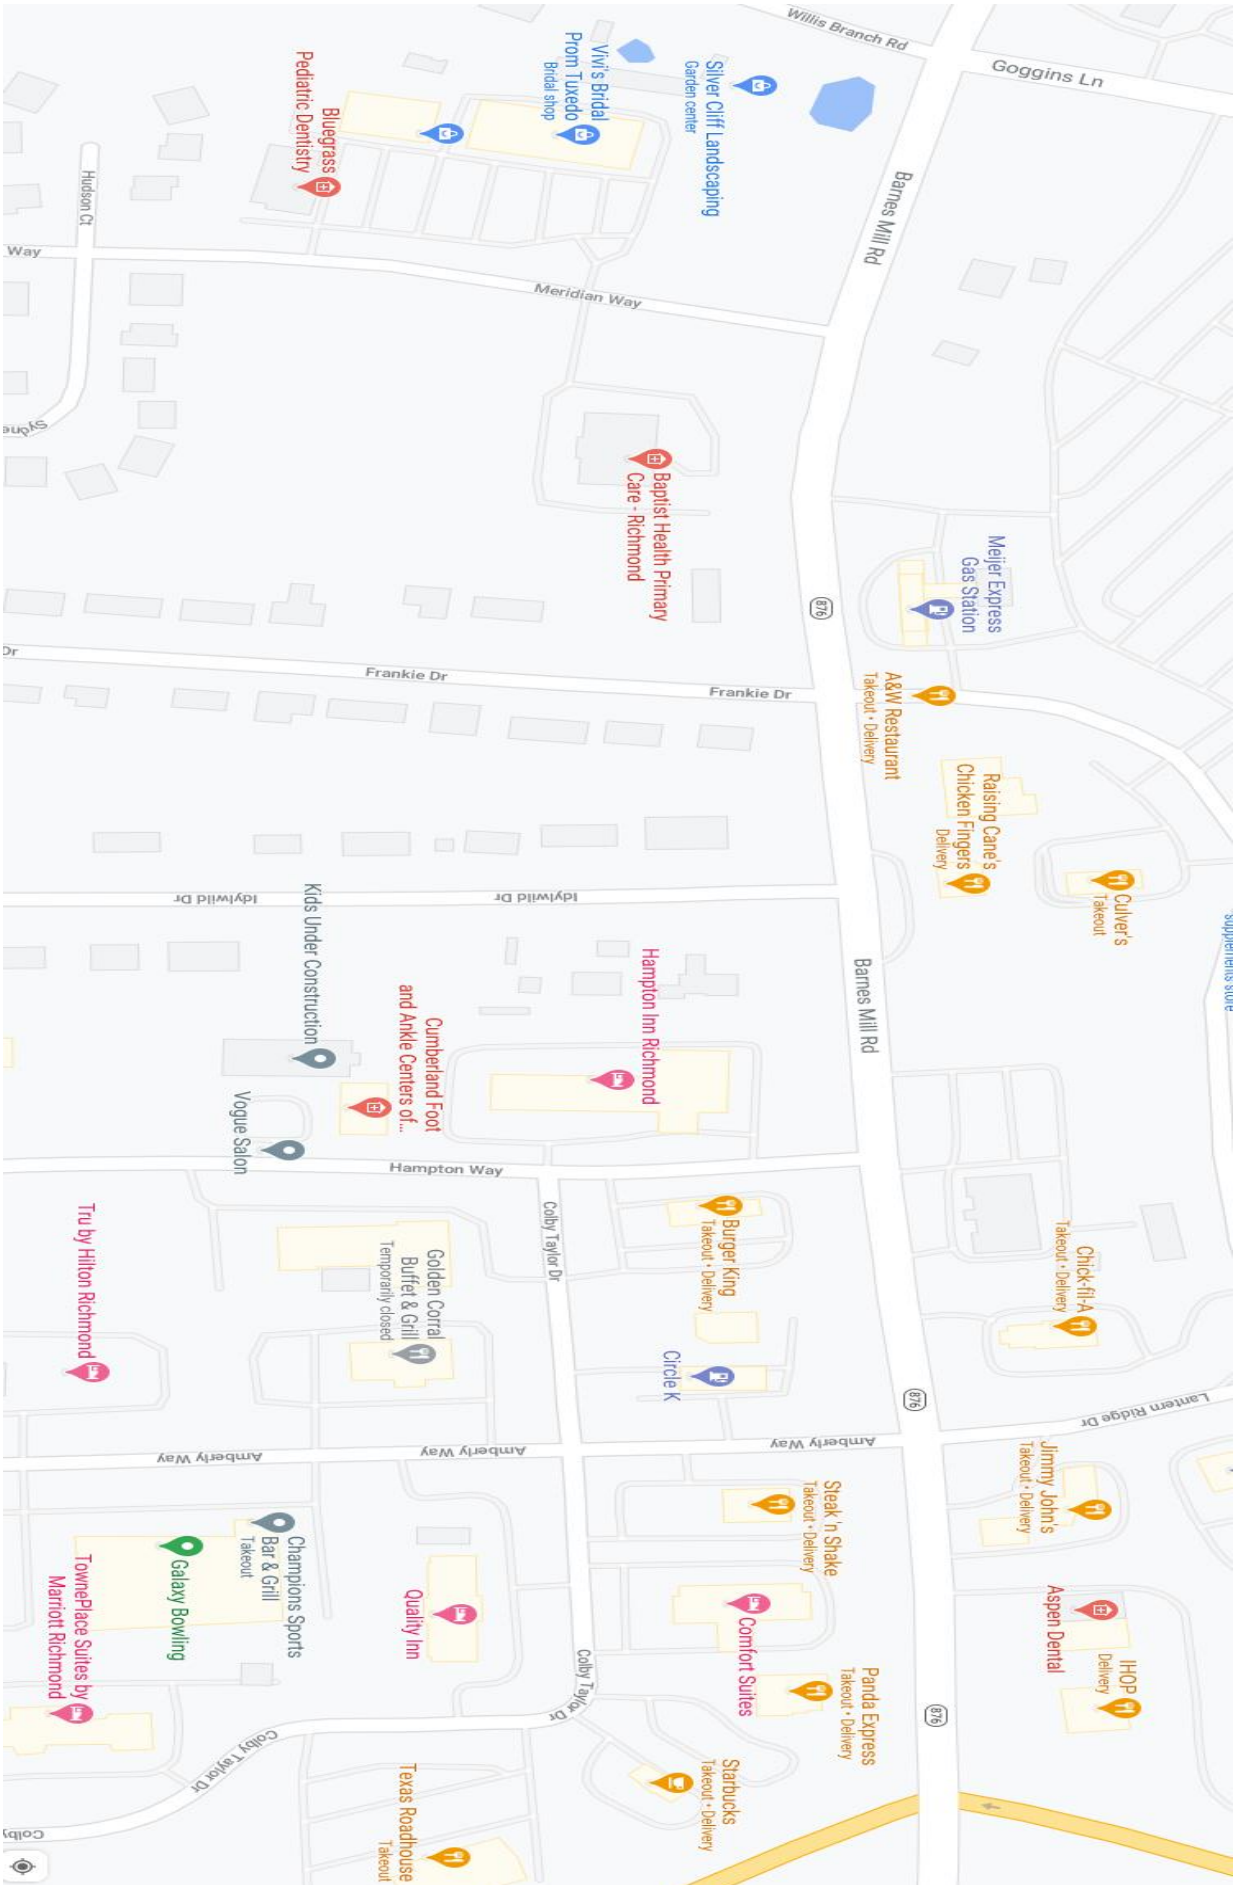 Willis Branch Rd
Goggins Ln
Silver Cliff Landscaping
Garden center
Vivi's Bridal
Prom Tuxedo
Bridal shop
Bluegrass
Pediatric Dentistry
Barnes Mill Rd
Hudson Ct
Way
Meridian Way
Sydne
Baptist Health Primary
Care - Richmond
Meijer Express
Gas Station
876
Frankie Dr
Frankie Dr
Dr
A&W Restaurant
Takeout • Delivery
Raising Cane's
Chicken Fingers
Delivery
Culver's
Takeout
Supplements store
Idylwild Dr
Idylwild Dr
Kids Under Construction
Hampton Inn Richmond
Barnes Mill Rd
Cumberland Foot
and Ankle Centers of...
Vogue Salon
Hampton Way
Colby Taylor Dr
Burger King
Takeout • Delivery
Chick-fil-A
Takeout • Delivery
Golden Corral
Buffet & Grill
Temporarily closed
Tru by Hilton Richmond
Circle K
876
Lantern Ridge Dr
Amberly Way
Amberly Way
Amberly Way
Jimmy John's
Takeout • Delivery
Steak 'n Shake
Takeout • Delivery
Champions Sports
Bar & Grill
Takeout
Galaxy Bowling
TownePlace Suites by
Marriott Richmond
Quality Inn
Comfort Suites
Aspen Dental
IHOP
Delivery
Panda Express
Takeout • Delivery
876
Colby Taylor Dr
Colby Taylor Dr
Starbucks
Takeout • Delivery
Texas Roadhouse
Takeout
Colby